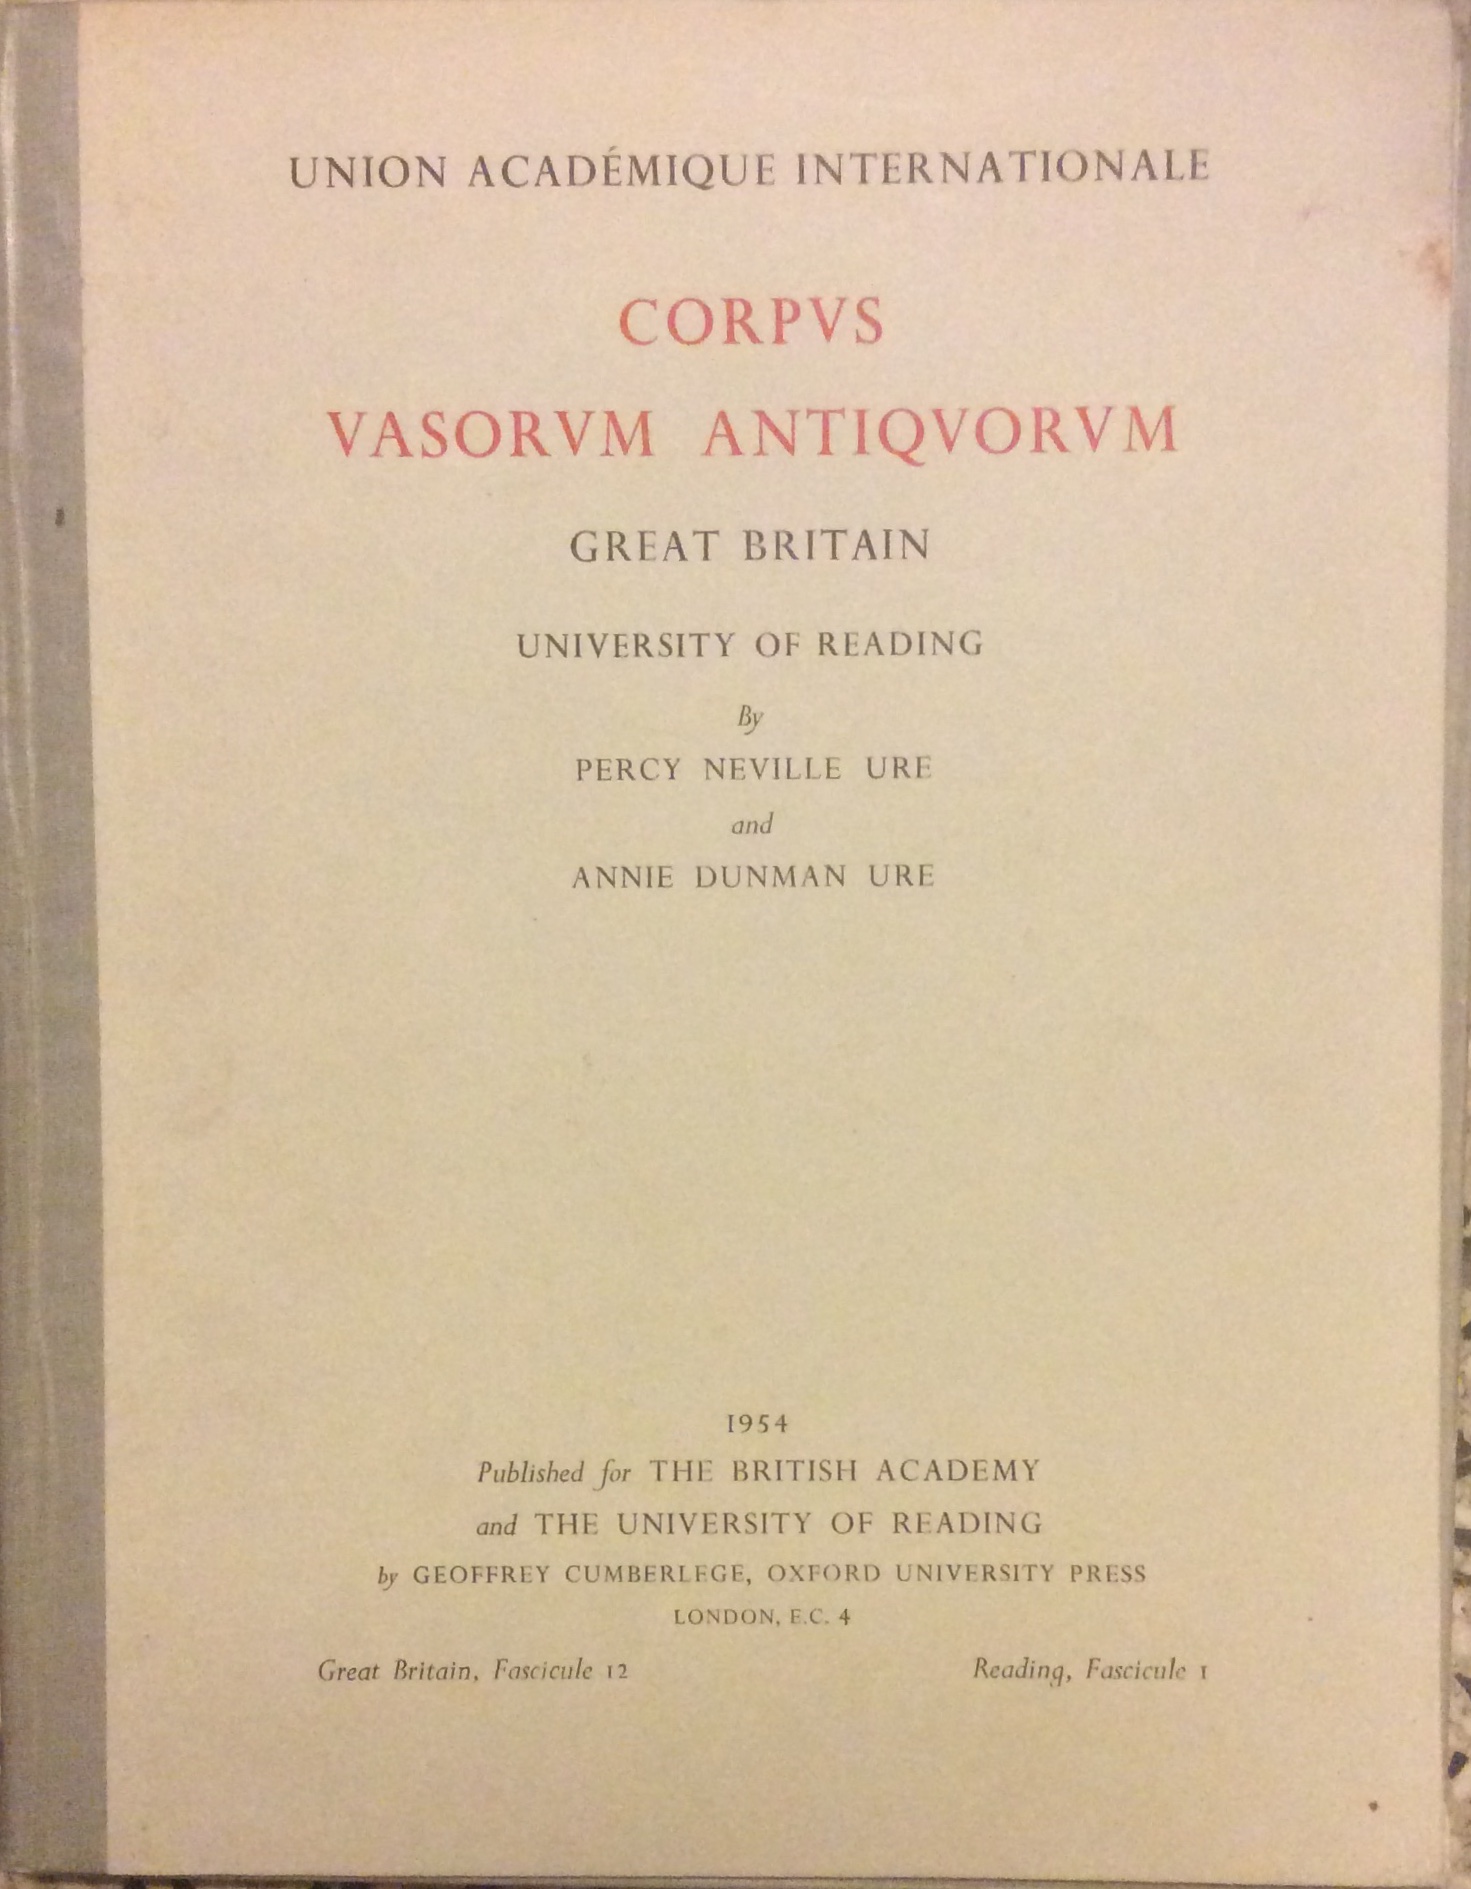 UNION ACADÉMIQUE INTERNATIONALE
CORPVS
VASORVM ANTIQVORVM
GREAT BRITAIN
UNIVERSITY OF READING
By
PERCY NEVILLE URE
and
ANNIE DUNMAN URE
1954
Published for THE BRITISH ACADEMY
and THE UNIVERSITY OF READING
by GEOFFREY CUMBERLEGE, OXFORD UNIVERSITY PRESS
LONDON, E.C. 4
Great Britain, Fascicule 12
Reading, Fascicule 1